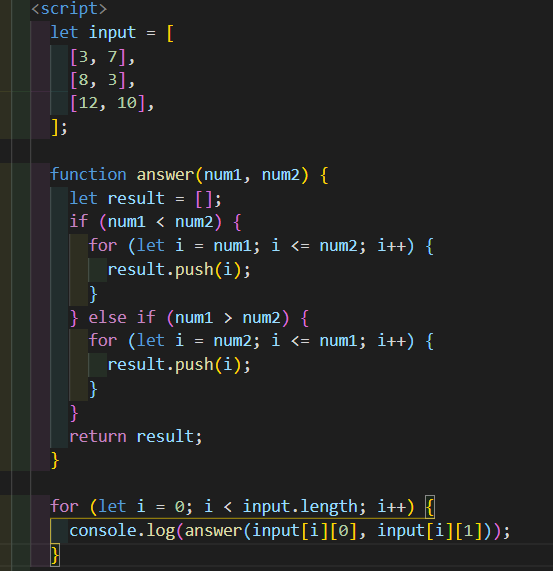 <script>
let input = [
[3, 7],
[8, 3],
[12, 10],
];
function answer(num1, num2) {
let result = [];
if (num1 < num2) {
for (let i = num1; i <= num2; i++) {
result.push(i);
}
} else if (num1 > num2) {
for (let i = num2; i <= num1; i++) {
result.push(i);
}
}
return result;
}
for (let i = 0; i < input.length; i++) {
console.log(answer(input[i][0], input[i][1]));
}